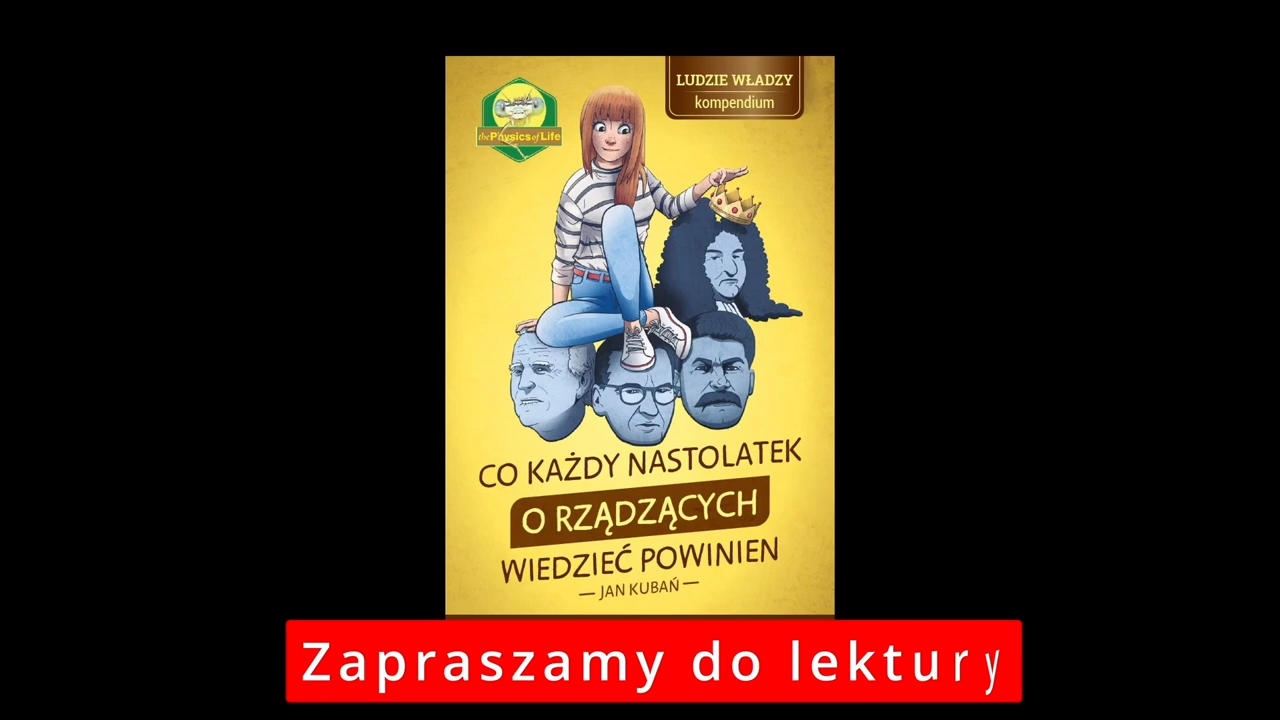 LUDZIE WŁADZY
kompendium
the Physics of Life
CO KAŻDY NASTOLATEK
O RZĄDZĄCYCH
WIEDZIEĆ POWINIEN
— JAN KUBAŃ —
Zapraszamy do lektury